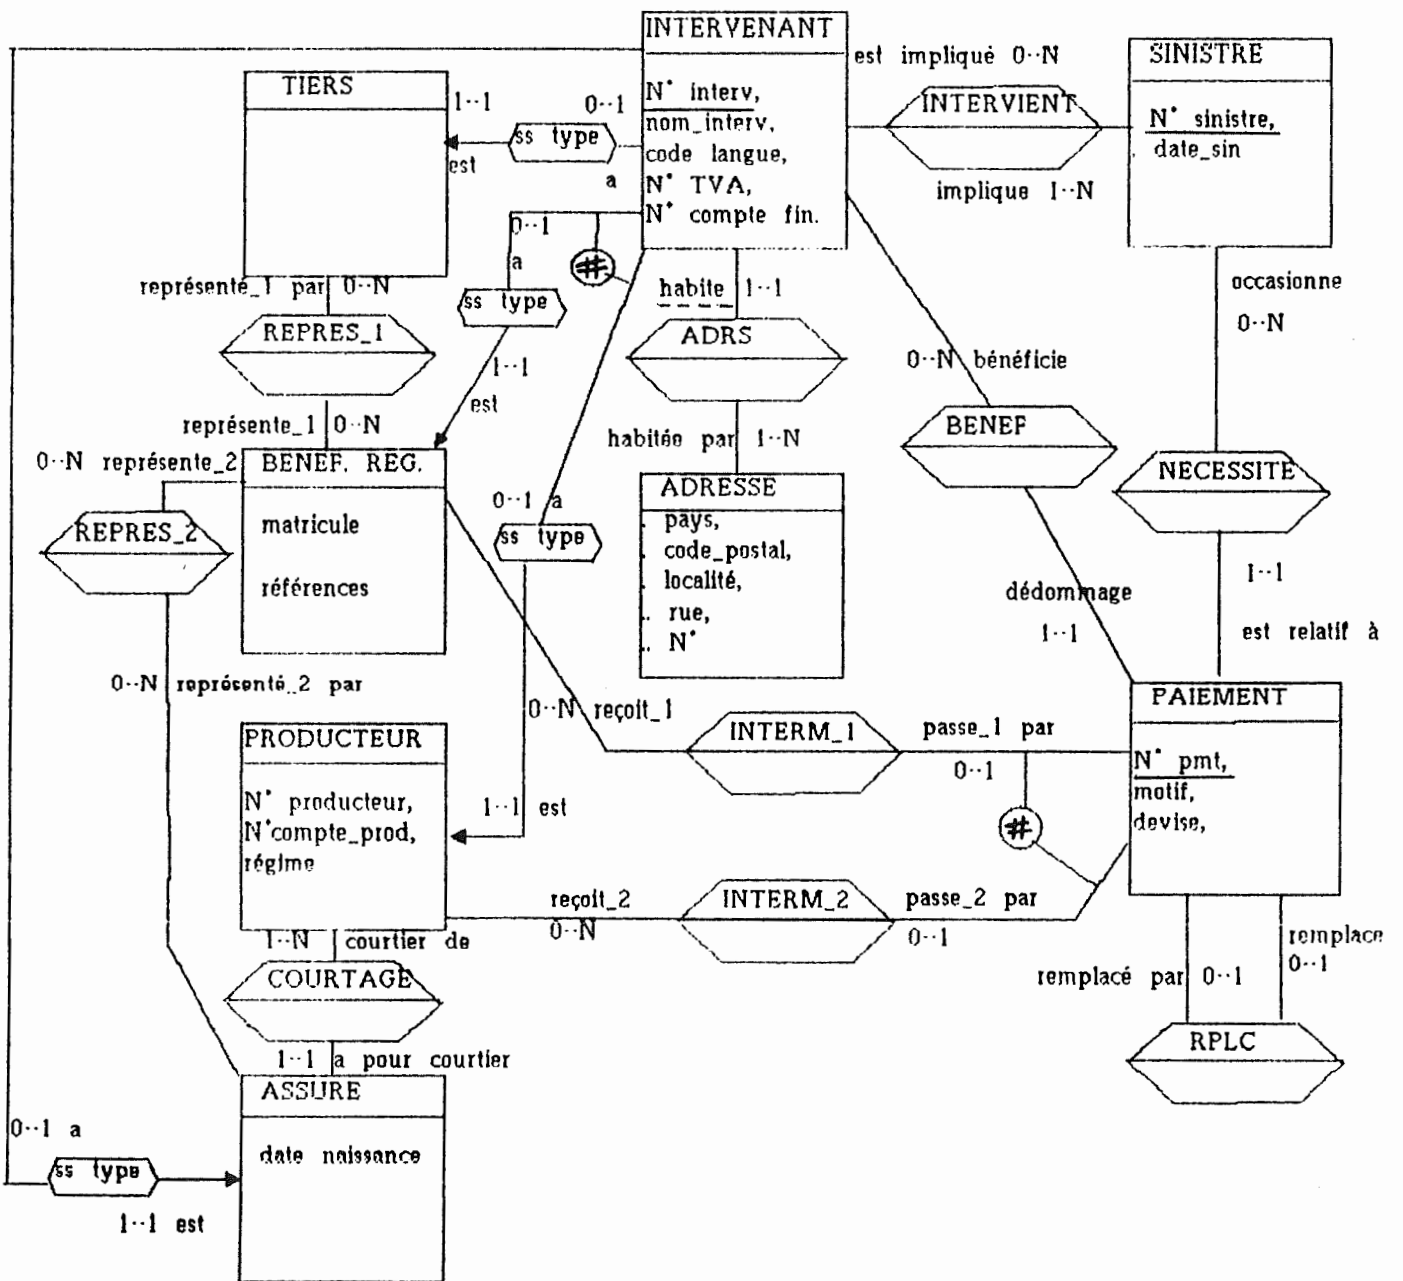 INTERVENANT
N° interv,
nom_interv,
code langue,
N° TVA,
N° compte fin.
est impliqué 0--N
INTERVIENT
implique 1--N
SINISTRE
N° sinistre,
date_sin
TIERS
1--1
est
ss type
0--1
a
0--1
a
ss type
1--1
est
#
habite
1--1
ADRS
habitée par
1--N
ADRESSE
pays,
code_postal,
localité,
rue,
N°
représenté_1 par
0--N
REPRES_1
représente_1
0--N
0--N représente_2
REPRES_2
0--N représenté_2 par
BENEF. REG.
matricule
références
0--1 a
ss type
1--1 est
0--N bénéficie
BENEF
dédommage
1--1
occasionne
0--N
NECESSITE
1--1
est relatif à
PAIEMENT
N° pmt,
motif,
devise,
0--N reçoit_1
INTERM_1
passe_1 par
0--1
#
PRODUCTEUR
N° producteur,
N°compte_prod,
régime
reçoit_2
0--N
INTERM_2
passe_2 par
0--1
remplacé par
0--1
remplace
0--1
RPLC
1--N
courtier de
COURTAGE
1--1
a pour courtier
ASSURE
date naissance
0--1 a
ss type
1--1 est